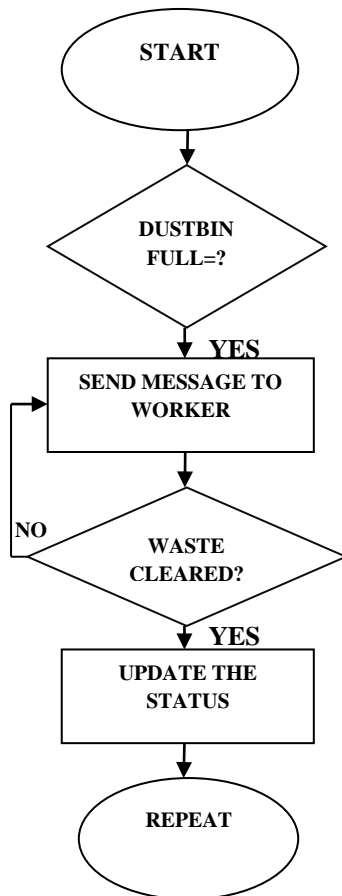 START
DUSTBIN
FULL=?
YES
SEND MESSAGE TO
WORKER
NO
WASTE
CLEARED?
YES
UPDATE THE
STATUS
REPEAT